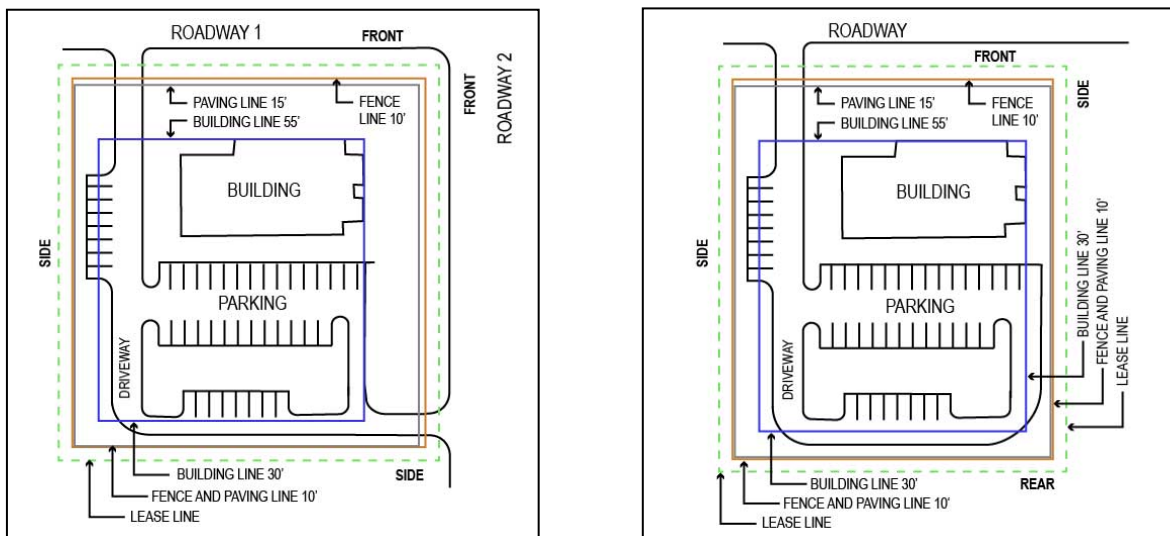 ROADWAY 1
FRONT
FRONT
ROADWAY 2
PAVING LINE 15'
FENCE
LINE 10'
BUILDING LINE 55'
BUILDING
SIDE
PARKING
DRIVEWAY
BUILDING LINE 30'
SIDE
FENCE AND PAVING LINE 10'
LEASE LINE
ROADWAY
FRONT
SIDE
PAVING LINE 15'
FENCE
LINE 10'
BUILDING LINE 55'
BUILDING
SIDE
BUILDING LINE 30'
FENCE AND PAVING LINE 10'
LEASE LINE
PARKING
DRIVEWAY
BUILDING LINE 30'
REAR
FENCE AND PAVING LINE 10'
LEASE LINE